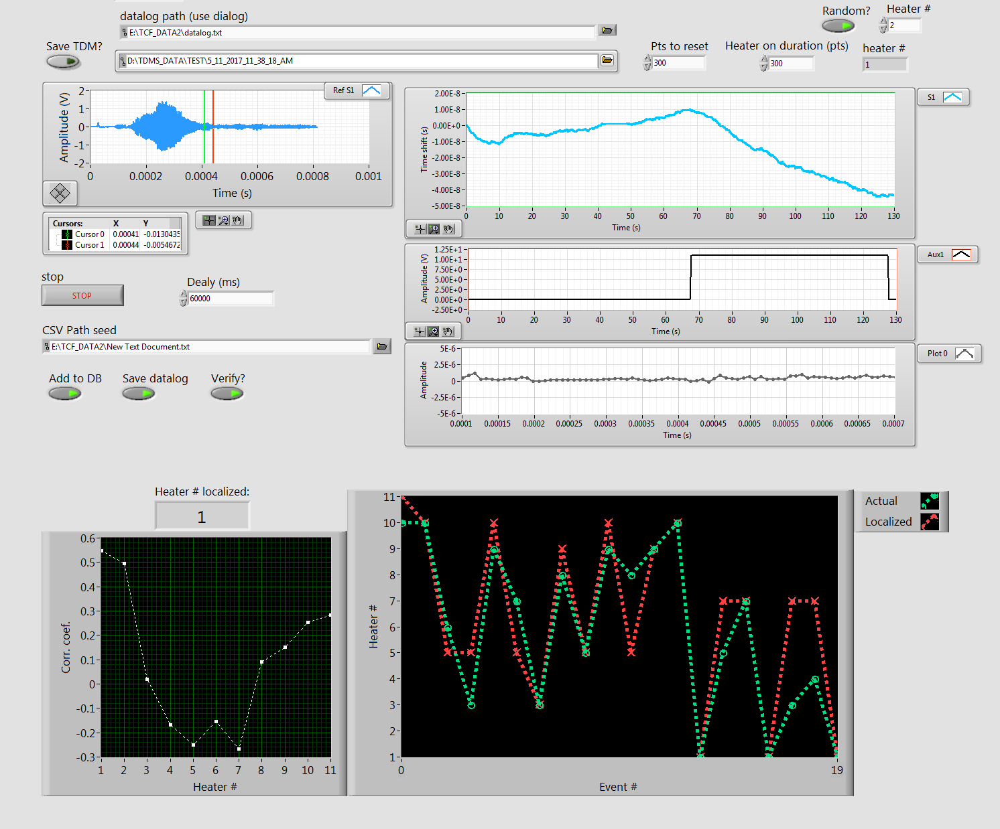 datalog path (use dialog)
E:\TCF_DATA2\datalog.txt
Random?
Heater #
2
Save TDM?
D:\TDMS_DATA\TEST\5_11_2017_11_38_18_AM
Pts to reset
300
Heater on duration (pts)
300
heater #
1
Ref S1
Amplitude (V)
2
1
0
-1
-2
0 0.0002 0.0004 0.0006 0.0008 0.001
Time (s)
Cursors: X Y
Cursor 0 0.00041 -0.0130435
Cursor 1 0.00044 -0.0054672
stop
STOP
Dealy (ms)
60000
CSV Path seed
E:\TCF_DATA2\New Text Document.txt
Add to DB
Save datalog
Verify?
S1
Time shift (s)
2.00E-8
1.00E-8
0.00E+0
-1.00E-8
-2.00E-8
-3.00E-8
-4.00E-8
-5.00E-8
0 10 20 30 40 50 60 70 80 90 100 110 120 130
Time (s)
Aux1
Amplitude (V)
1.25E+1
1.00E+1
7.50E+0
5.00E+0
2.50E+0
0.00E+0
-2.50E+0
0 10 20 30 40 50 60 70 80 90 100 110 120 130
Time (s)
Plot 0
Amplitude
5E-6
2.5E-6
0
-2.5E-6
-5E-6
0.0001 0.00015 0.0002 0.00025 0.0003 0.00035 0.0004 0.00045 0.0005 0.00055 0.0006 0.00065 0.0007
Time (s)
Heater # localized:
1
Corr. coef.
0.6
0.5
0.4
0.3
0.2
0.1
0
-0.1
-0.2
-0.3
1 2 3 4 5 6 7 8 9 10 11
Heater #
Heater #
11
10
9
8
7
6
5
4
3
2
1
0 19
Event #
Actual
Localized